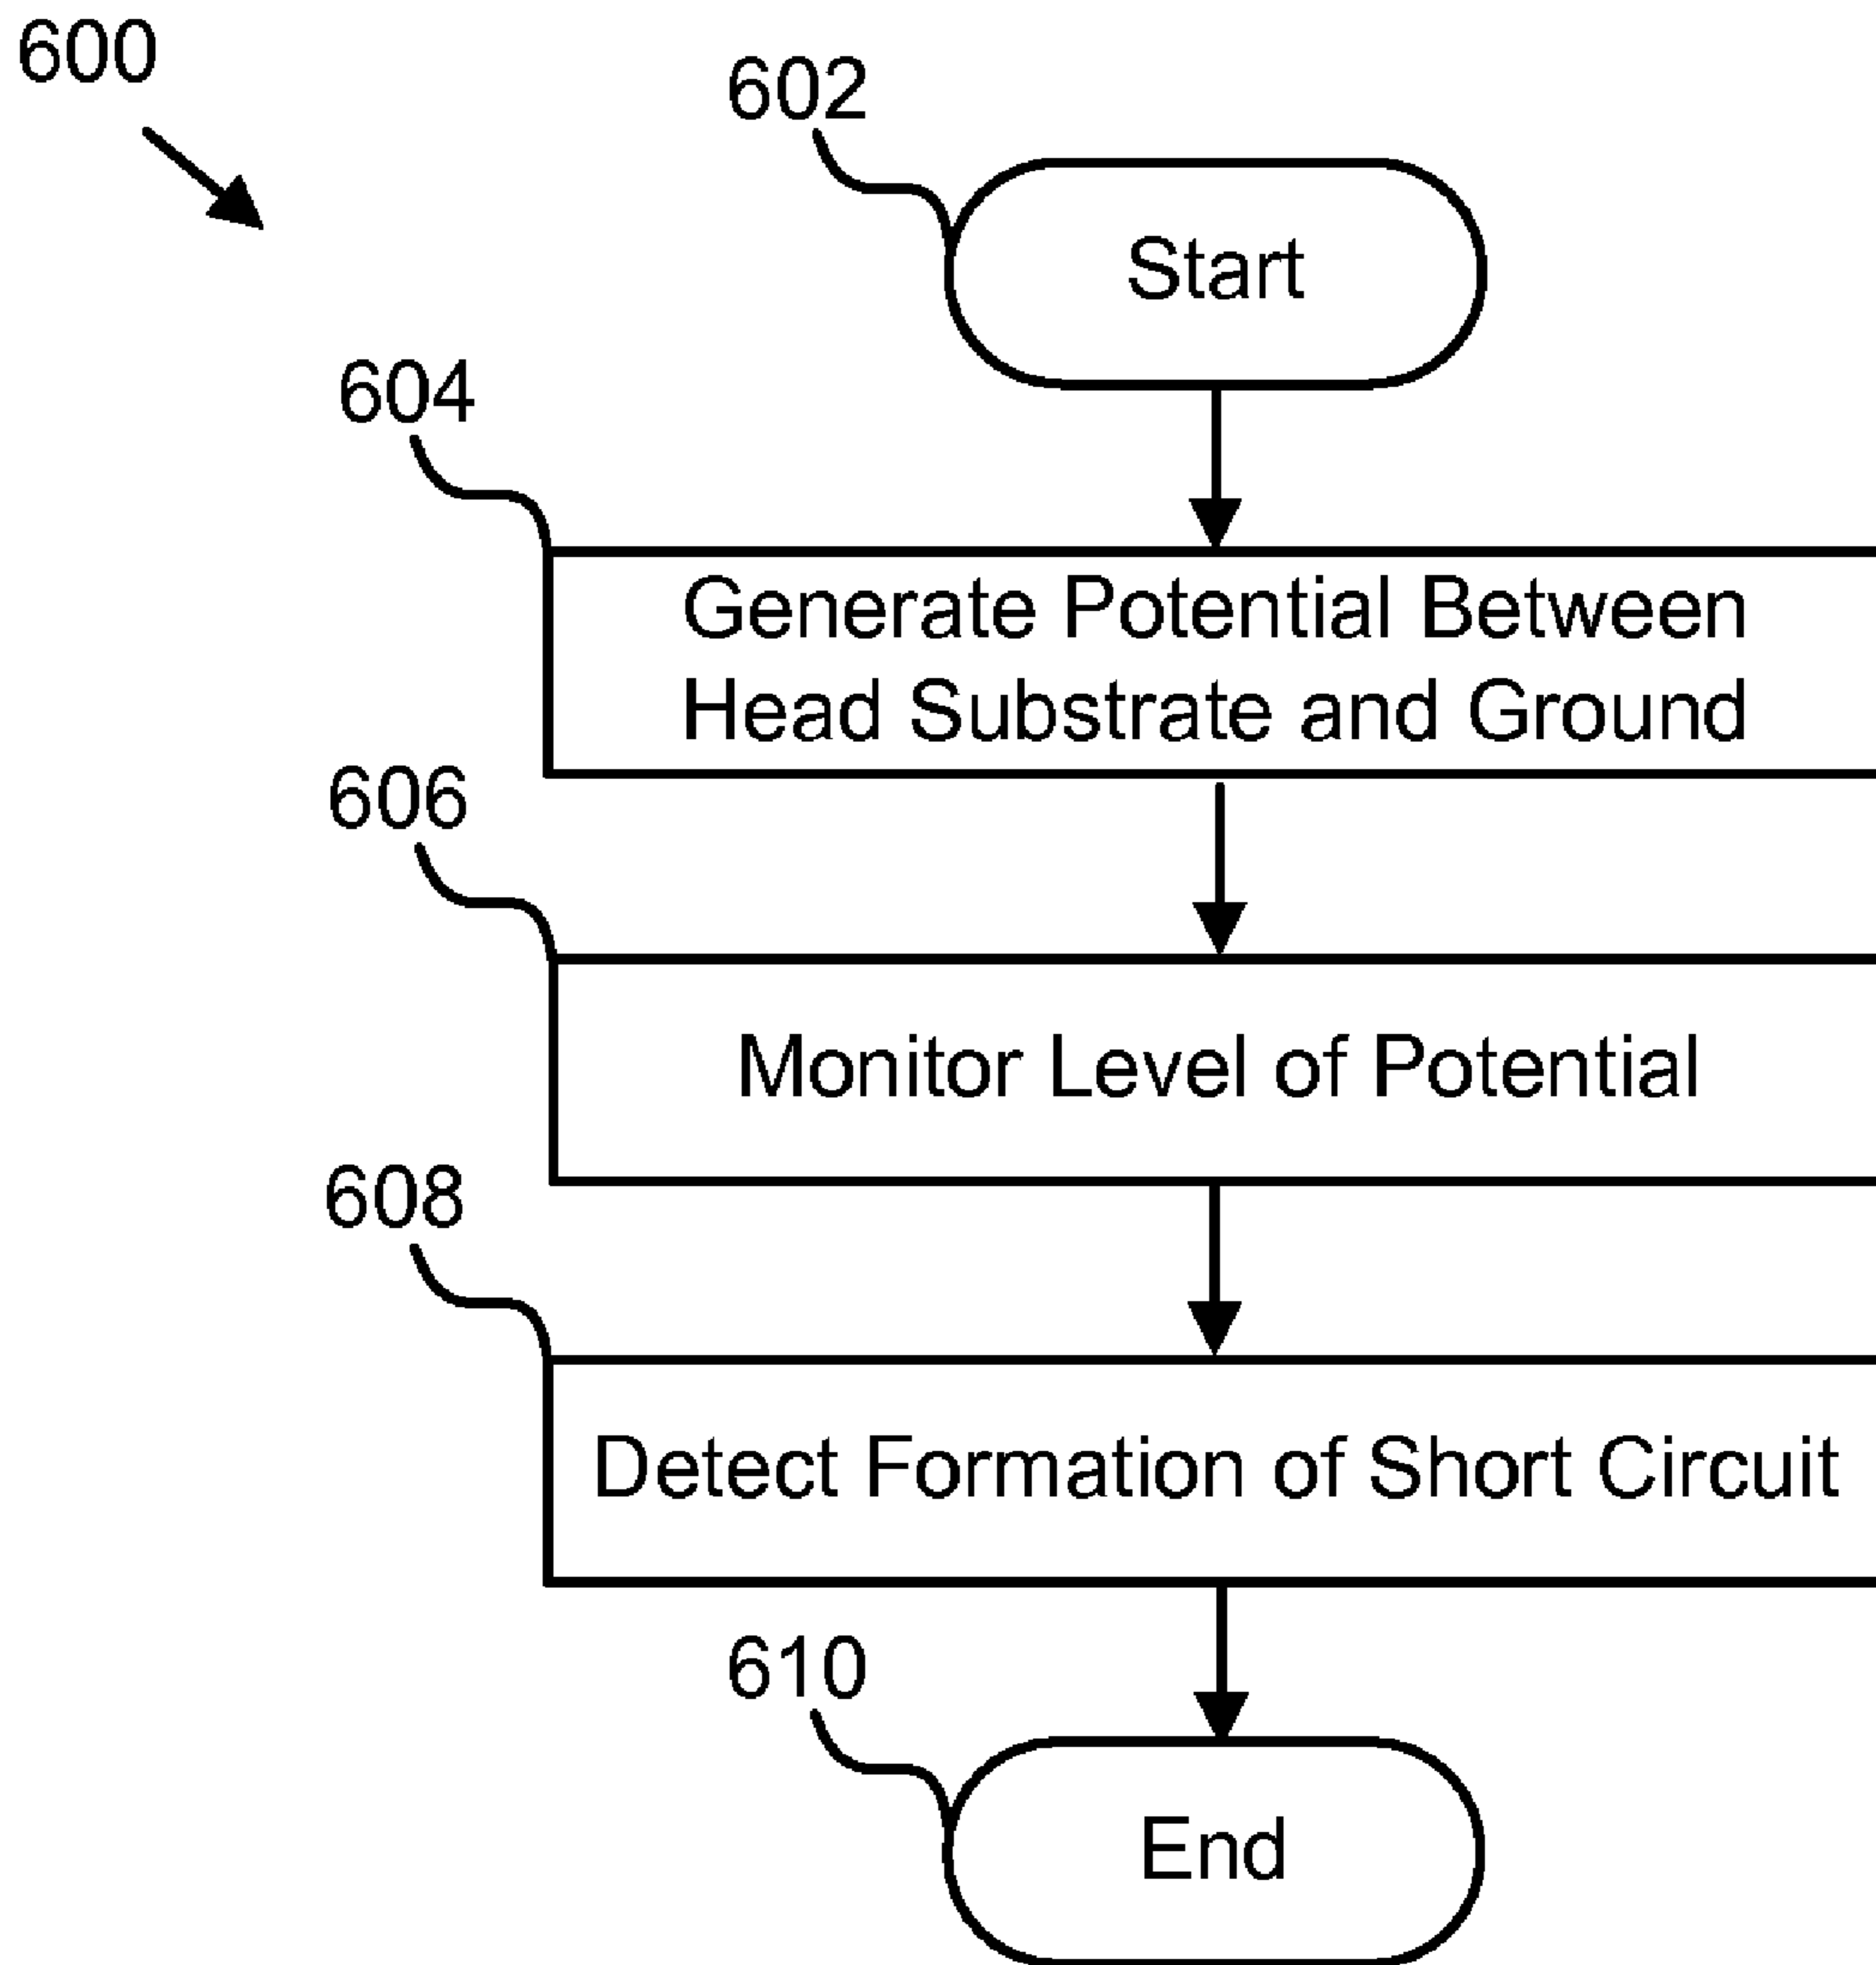 600
602
Start
604
Generate Potential Between
Head Substrate and Ground
606
Monitor Level of Potential
608
Detect Formation of Short Circuit
610
End